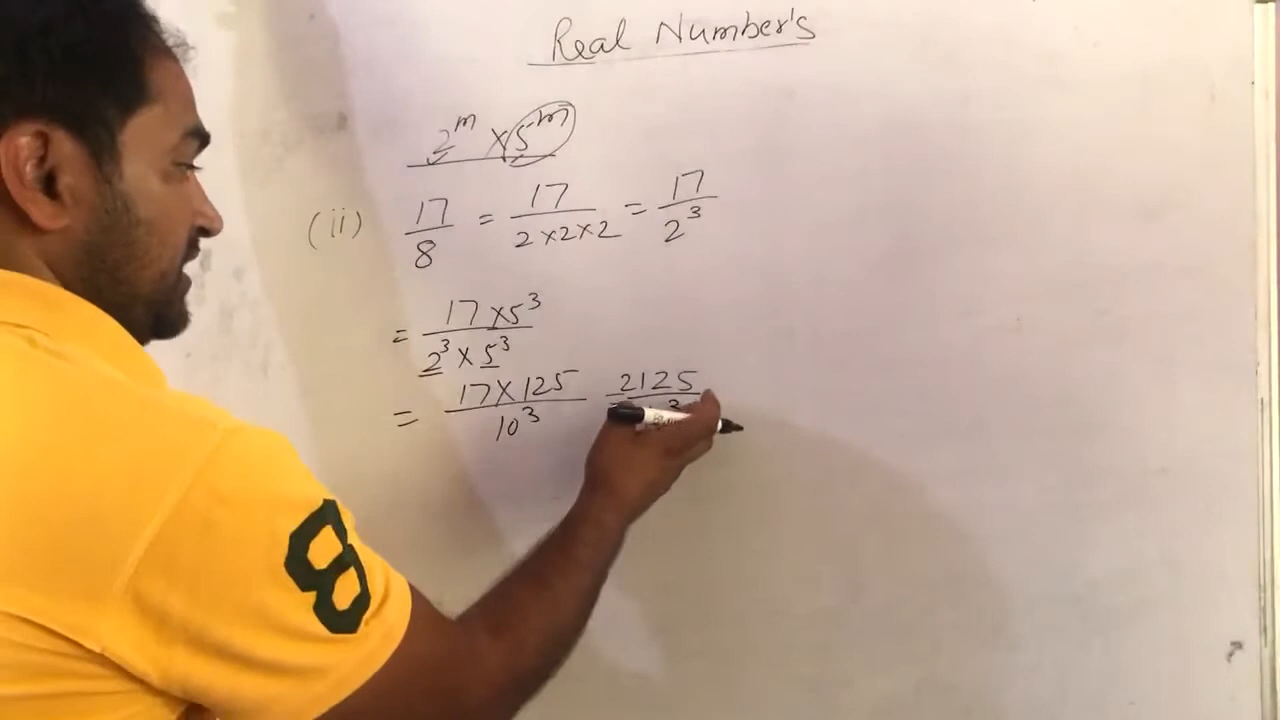 Real Number's
2^m × 5^m
(ii) 17/8 = 17/(2×2×2) = 17/2^3
= (17×5^3)/(2^3×5^3)
= (17×125)/10^3 = 2125/
8